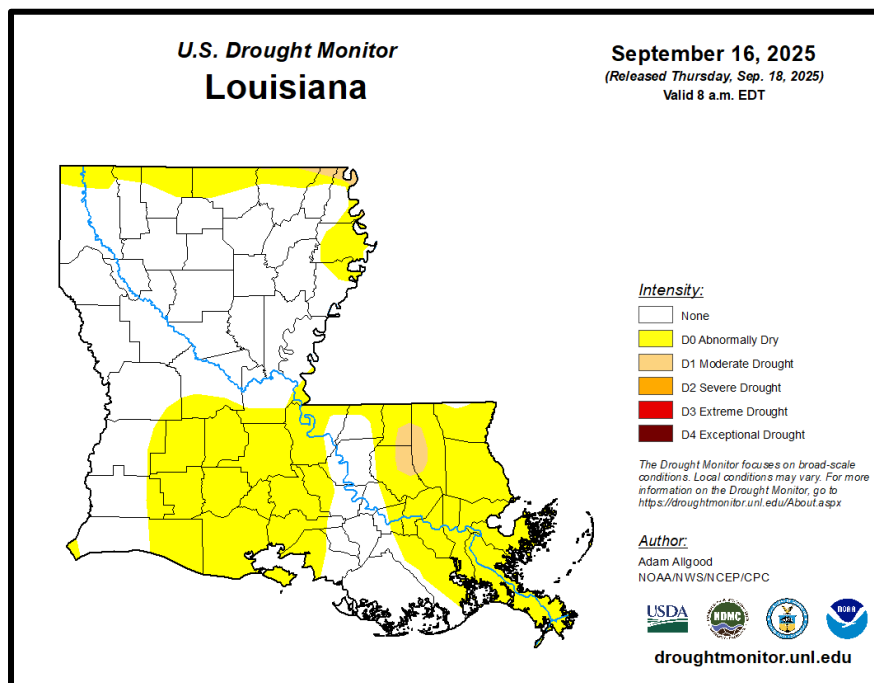 U.S. Drought Monitor
Louisiana
September 16, 2025
(Released Thursday, Sep. 18, 2025)
Valid 8 a.m. EDT
Intensity:
None
D0 Abnormally Dry
D1 Moderate Drought
D2 Severe Drought
D3 Extreme Drought
D4 Exceptional Drought
The Drought Monitor focuses on broad-scale
conditions. Local conditions may vary. For more
information on the Drought Monitor, go to
https://droughtmonitor.unl.edu/About.aspx
Author:
Adam Allgood
NOAA/NWS/NCEP/CPC
USDA
NDMC
NOAA
droughtmonitor.unl.edu